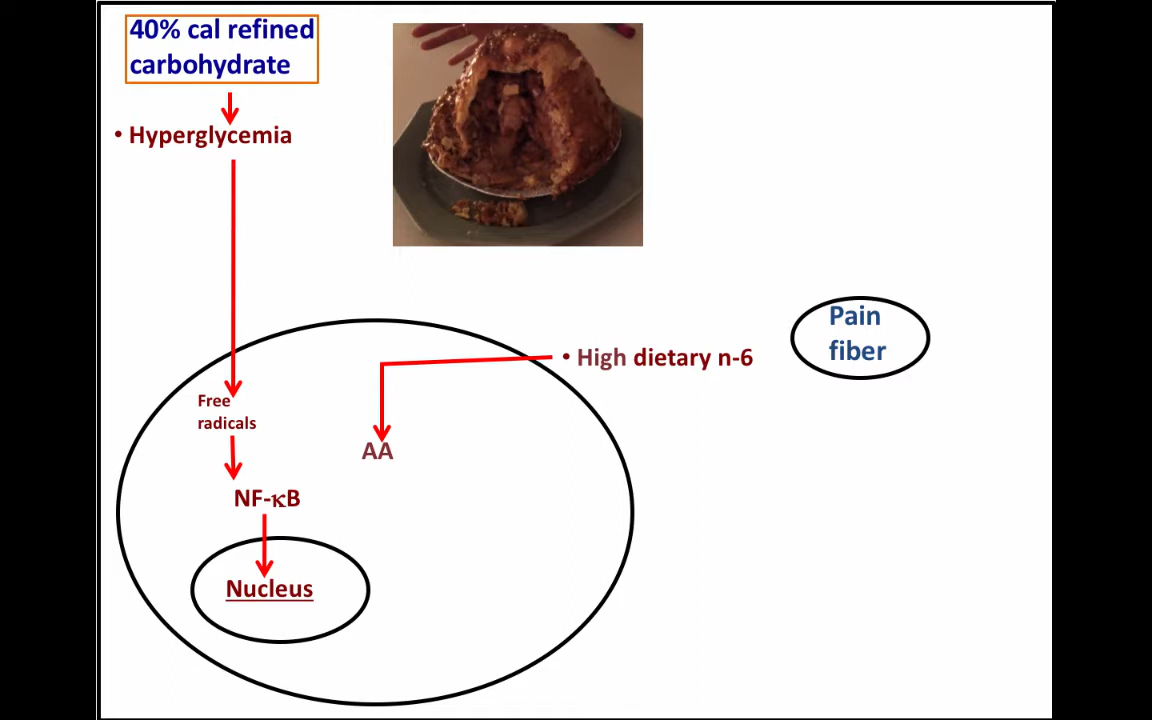 40% cal refined
carbohydrate
• Hyperglycemia
Pain
fiber
• High dietary n-6
Free
radicals
AA
NF-κB
Nucleus